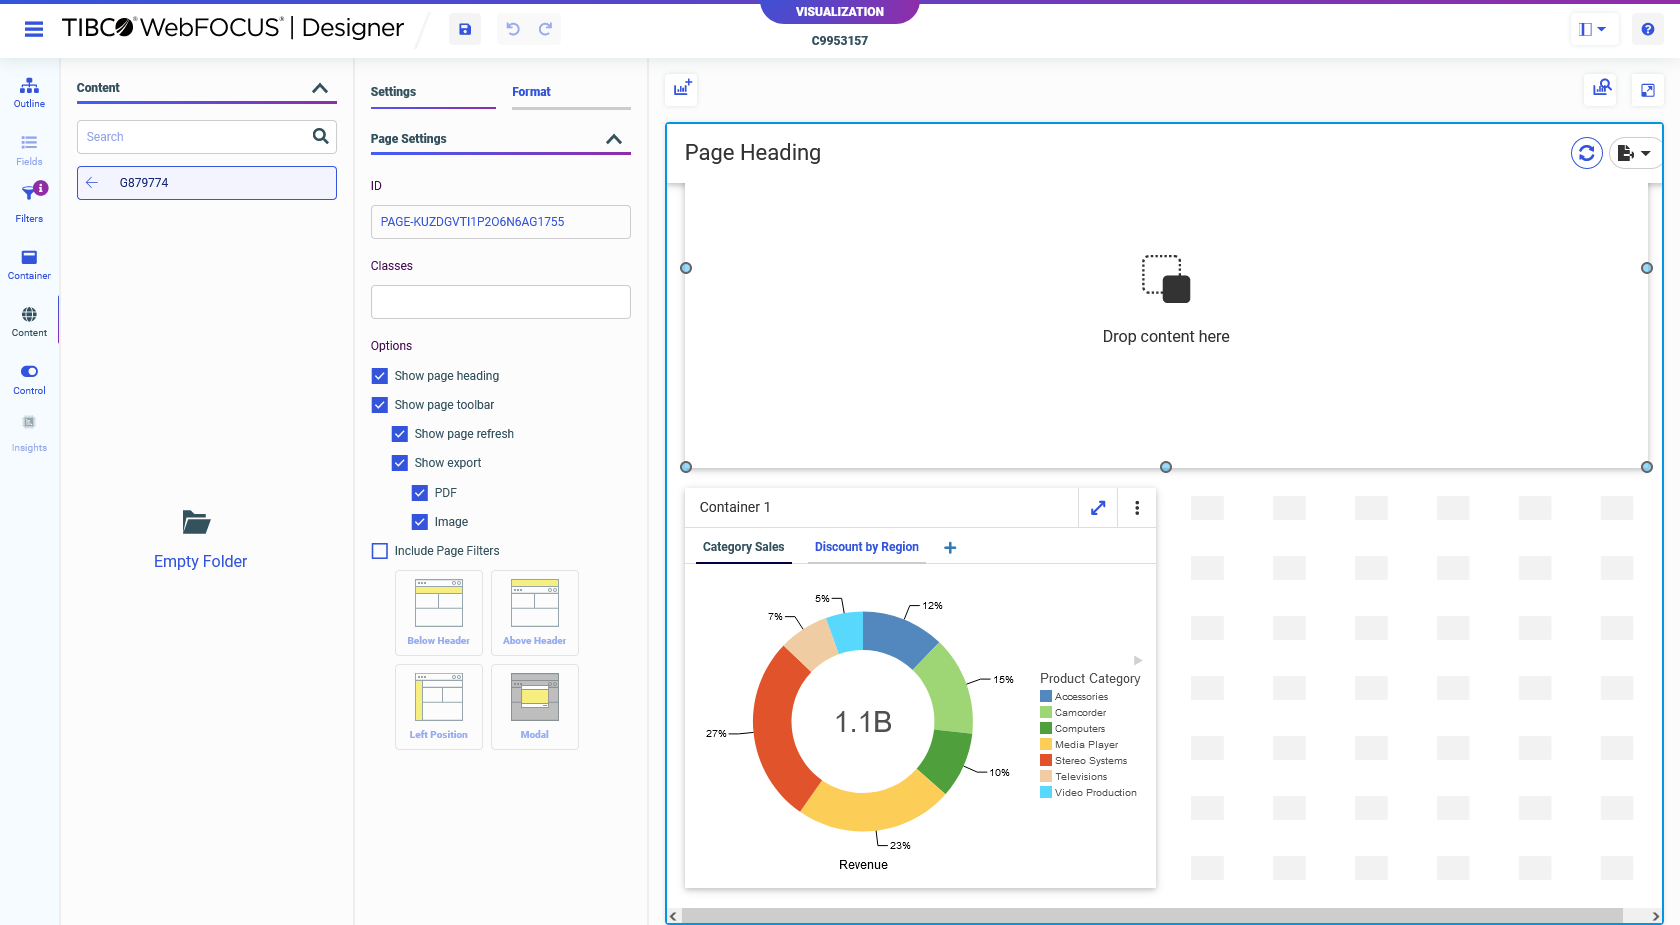 VISUALIZATION
TIBCO® WebFOCUS® | Designer
C9953157
Outline
Fields
Filters
Container
Content
Control
Insights
Content
Search
G879774
Empty Folder
Settings
Format
Page Settings
ID
PAGE-KUZDGVTI1P2O6N6AG1755
Classes
Options
Show page heading
Show page toolbar
Show page refresh
Show export
PDF
Image
Include Page Filters
Below Header
Above Header
Left Position
Modal
Page Heading
Drop content here
Container 1
Category Sales
Discount by Region
5%
12%
7%
15%
27%
10%
23%
1.1B
Revenue
Product Category
Accessories
Camcorder
Computers
Media Player
Stereo Systems
Televisions
Video Production